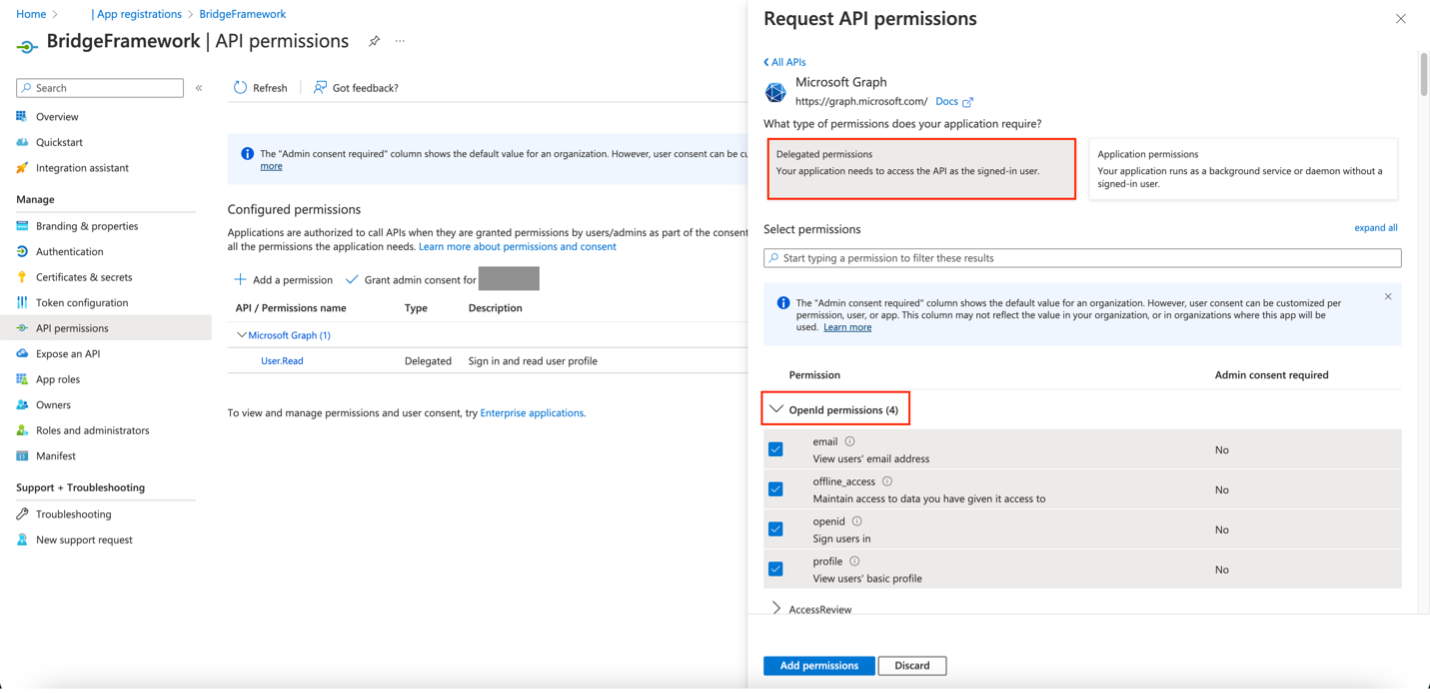 Home > | App registrations > BridgeFramework
BridgeFramework | API permissions
Search
Overview
Quickstart
Integration assistant
Manage
Branding & properties
Authentication
Certificates & secrets
Token configuration
API permissions
Expose an API
App roles
Owners
Roles and administrators
Manifest
Support + Troubleshooting
Troubleshooting
New support request
Refresh
Got feedback?
The "Admin consent required" column shows the default value for an organization. However, user consent can be cu
more
Configured permissions
Applications are authorized to call APIs when they are granted permissions by users/admins as part of the consent
all the permissions the application needs. Learn more about permissions and consent
Add a permission
Grant admin consent for
API / Permissions name Type Description
Microsoft Graph (1)
User.Read Delegated Sign in and read user profile
To view and manage permissions and user consent, try Enterprise applications.
Request API permissions
All APIs
Microsoft Graph
https://graph.microsoft.com/ Docs
What type of permissions does your application require?
Delegated permissions
Your application needs to access the API as the signed-in user.
Application permissions
Your application runs as a background service or daemon without a
signed-in user.
Select permissions
expand all
Start typing a permission to filter these results
The "Admin consent required" column shows the default value for an organization. However, user consent can be customized per
permission, user, or app. This column may not reflect the value in your organization, or in organizations where this app will be
used. Learn more
Permission Admin consent required
OpenId permissions (4)
email
View users' email address
No
offline_access
Maintain access to data you have given it access to
No
openid
Sign users in
No
profile
View users' basic profile
No
AccessReview
Add permissions
Discard